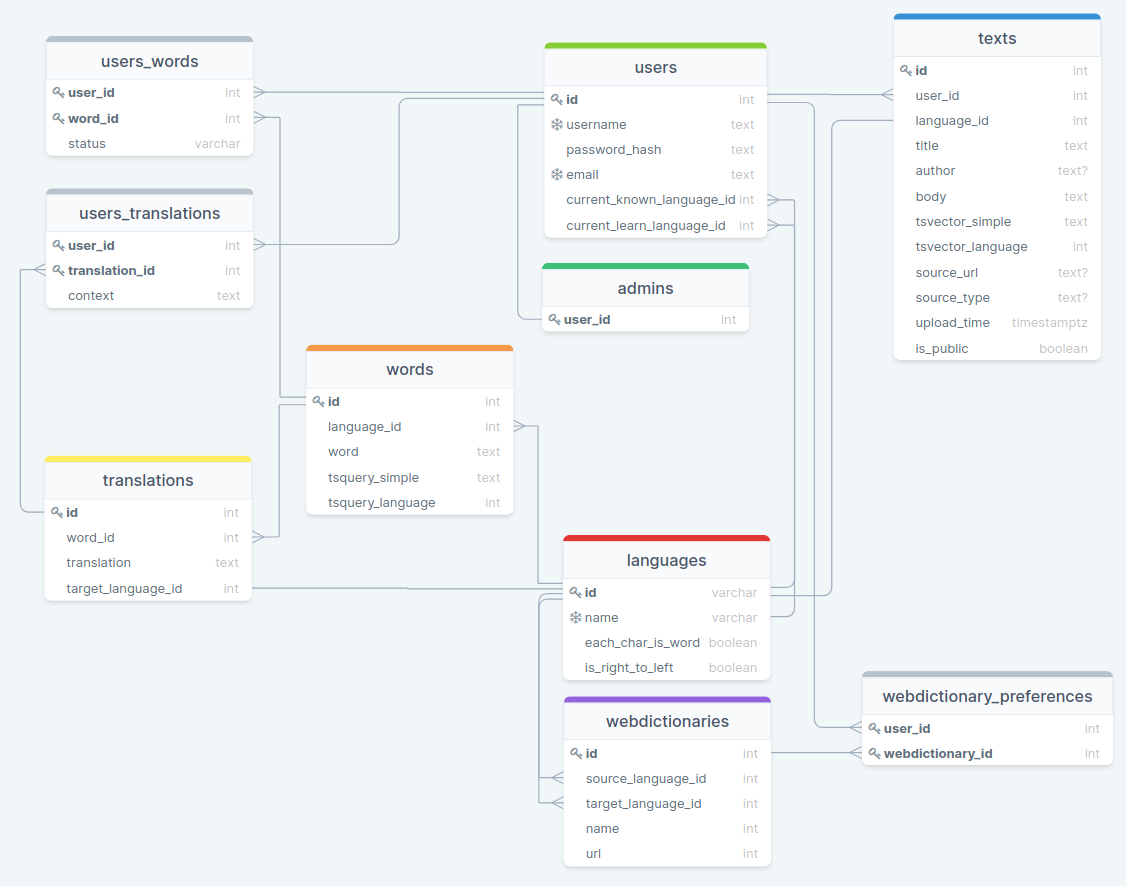 users_words
user_id int
word_id int
status varchar
users_translations
user_id int
translation_id int
context text
translations
id int
word_id int
translation text
target_language_id int
words
id int
language_id int
word text
tsquery_simple text
tsquery_language int
users
id int
username text
password_hash text
email text
current_known_language_id int
current_learn_language_id int
admins
user_id int
languages
id varchar
name varchar
each_char_is_word boolean
is_right_to_left boolean
webdictionaries
id int
source_language_id int
target_language_id int
name int
url int
texts
id int
user_id int
language_id int
title text
author text?
body text
tsvector_simple text
tsvector_language int
source_url text?
source_type text?
upload_time timestamptz
is_public boolean
webdictionary_preferences
user_id int
webdictionary_id int